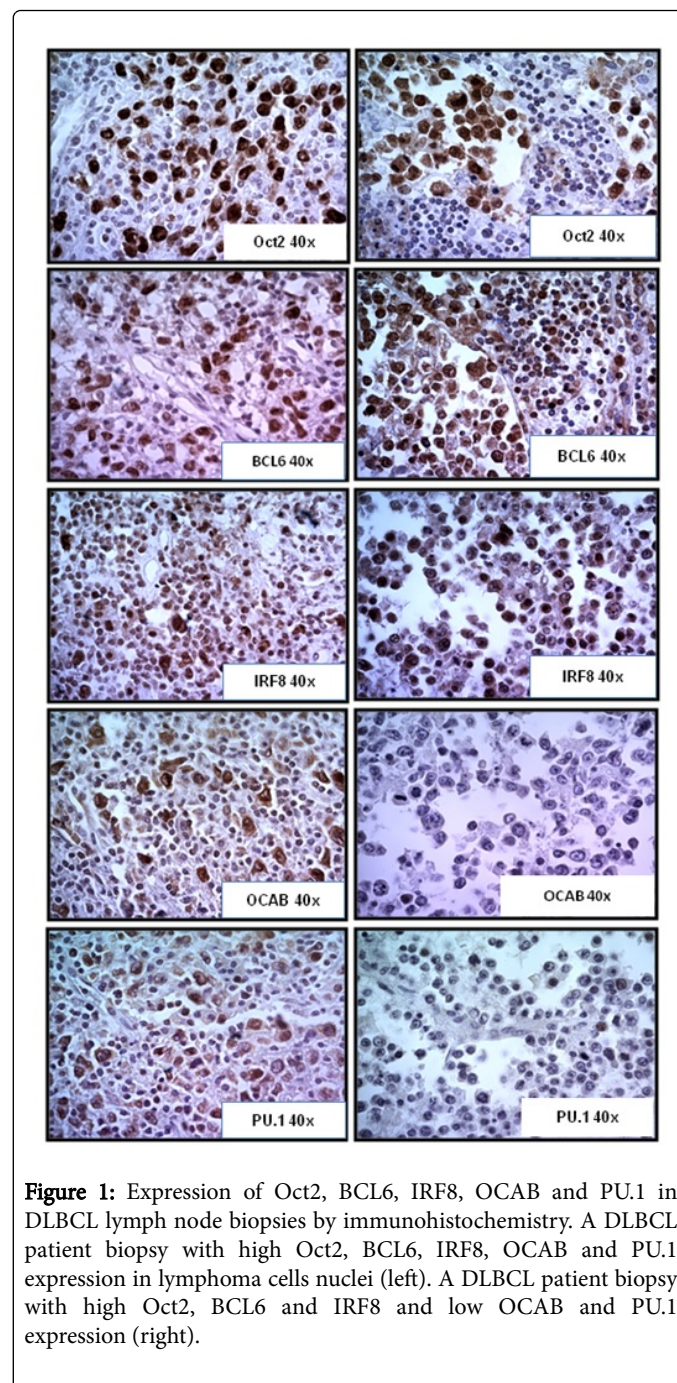 Oct2 40x
Oct2 40x
BCL6 40x
BCL6 40x
IRF8 40x
IRF8 40x
OCAB 40x
OCAB 40x
PU.1 40x
PU.1 40x
Figure 1: Expression of Oct2, BCL6, IRF8, OCAB and PU.1 in
DLBCL lymph node biopsies by immunohistochemistry. A DLBCL
patient biopsy with high Oct2, BCL6, IRF8, OCAB and PU.1
expression in lymphoma cells nuclei (left). A DLBCL patient biopsy
with high Oct2, BCL6 and IRF8 and low OCAB and PU.1
expression (right).